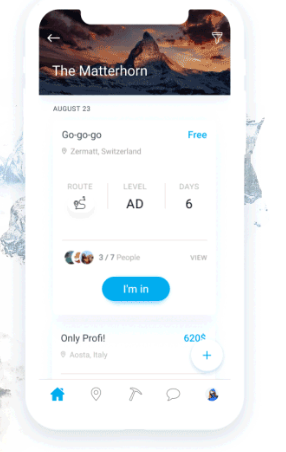 The Matterhorn
AUGUST 23
Go-go-go
Free
Zermatt, Switzerland
ROUTE
LEVEL
DAYS
AD
6
3 / 7 People
VIEW
I'm in
Only Profi!
620$
Aosta, Italy